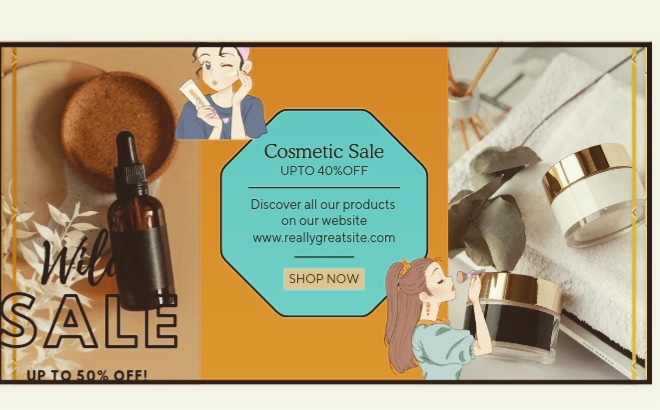 Cosmetic Sale
UPTO 40%OFF
Discover all our products
on our website
www.reallygreatsite.com
SHOP NOW
Wild
SALE
UP TO 50% OFF!